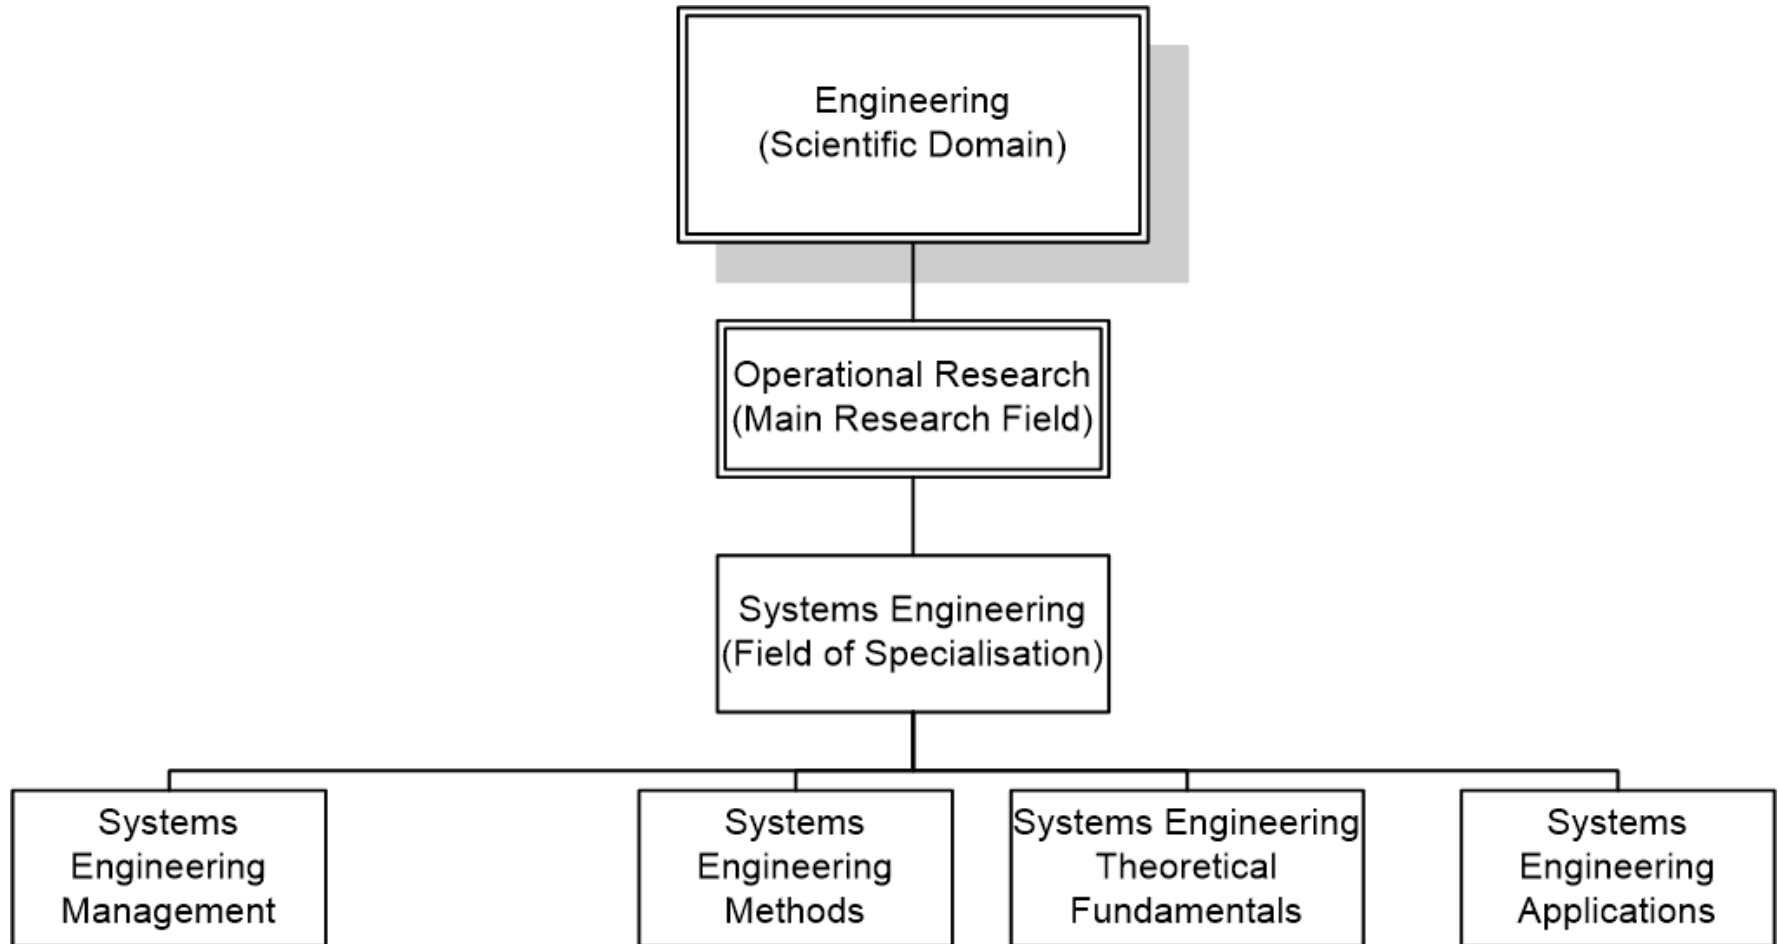 Engineering
(Scientific Domain)
Operational Research
(Main Research Field)
Systems Engineering
(Field of Specialisation)
Systems
Engineering
Management
Systems
Engineering
Methods
Systems Engineering
Theoretical
Fundamentals
Systems
Engineering
Applications